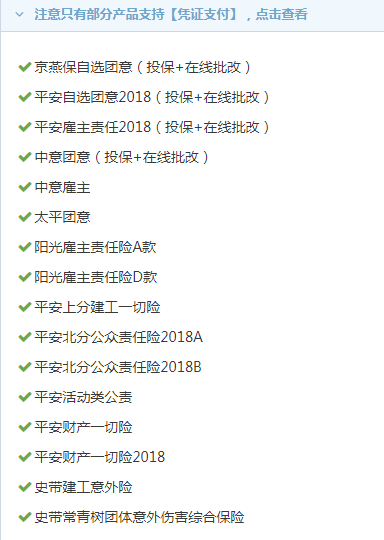 注意只有部分产品支持【凭证支付】，点击查看
京燕保自选团意（投保+在线批改）
平安自选团意2018（投保+在线批改）
平安雇主责任2018（投保+在线批改）
中意团意（投保+在线批改）
中意雇主
太平团意
阳光雇主责任险A款
阳光雇主责任险D款
平安上分建工一切险
平安北分公众责任险2018A
平安北分公众责任险2018B
平安活动类公责
平安财产一切险
平安财产一切险2018
史带建工意外险
史带常青树团体意外伤害综合保险